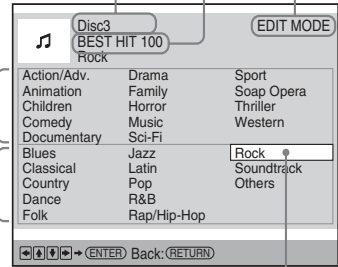 Disc3
EDIT MODE
BEST HIT 100
Rock
Action/Adv. Drama Sport
Animation Family Soap Opera
Children Horror Thriller
Comedy Music Western
Documentary Sci-Fi
Blues Jazz Rock
Classical Latin Soundtrack
Country Pop Others
Dance R&B
Folk Rap/Hip-Hop
ENTER Back: RETURN